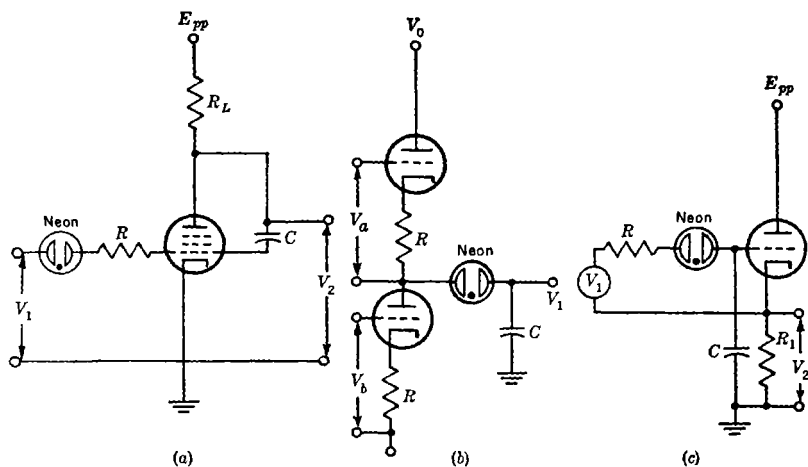 E_pp
R_L
Neon
R
C
V_1
V_2
(a)
V_0
V_a
R
Neon
V_1
C
V_b
R
(b)
E_pp
Neon
R
V_1
C
R_1
V_2
(c)